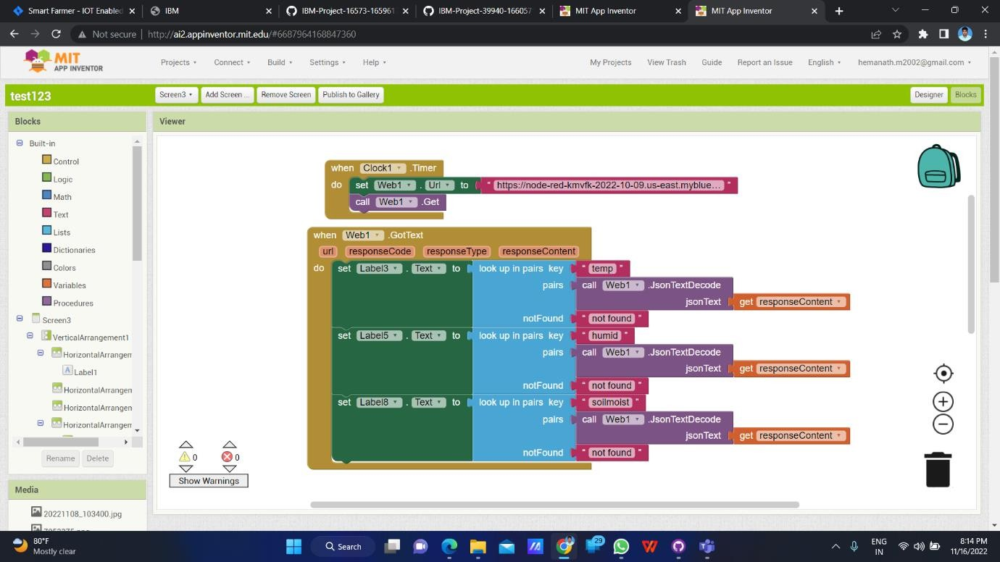 Smart Farmer - IOT Enabled
IBM
IBM-Project-16573-165961
IBM-Project-39940-166057
MIT App Inventor
MIT App Inventor
Not secure
http://ai2.appinventor.mit.edu/#6687964168847360
MIT
APP INVENTOR
Projects
Connect
Build
Settings
Help
My Projects
View Trash
Guide
Report an Issue
English
hemanath.m2002@gmail.com
test123
Screen3
Add Screen ...
Remove Screen
Publish to Gallery
Designer
Blocks
Blocks
Viewer
Built-in
Control
Logic
Math
Text
Lists
Dictionaries
Colors
Variables
Procedures
Screen3
VerticalArrangement1
HorizontalArrangem
Label1
HorizontalArrangem
HorizontalArrangem
HorizontalArrangem
Rename
Delete
Media
20221108_103400.jpg
when Clock1 .Timer
do set Web1 . Url to " https://node-red-kmvfk-2022-10-09.us-east.myblue... "
call Web1 .Get
when Web1 .GotText
url responseCode responseType responseContent
do set Label3 . Text to look up in pairs key " temp "
pairs call Web1 .JsonTextDecode
jsonText get responseContent
notFound " not found "
set Label5 . Text to look up in pairs key " humid "
pairs call Web1 .JsonTextDecode
jsonText get responseContent
notFound " not found "
set Label8 . Text to look up in pairs key " soilmoist "
pairs call Web1 .JsonTextDecode
jsonText get responseContent
notFound " not found "
0
0
Show Warnings
80°F
Mostly clear
Search
29
ENG
IN
8:14 PM
11/16/2022